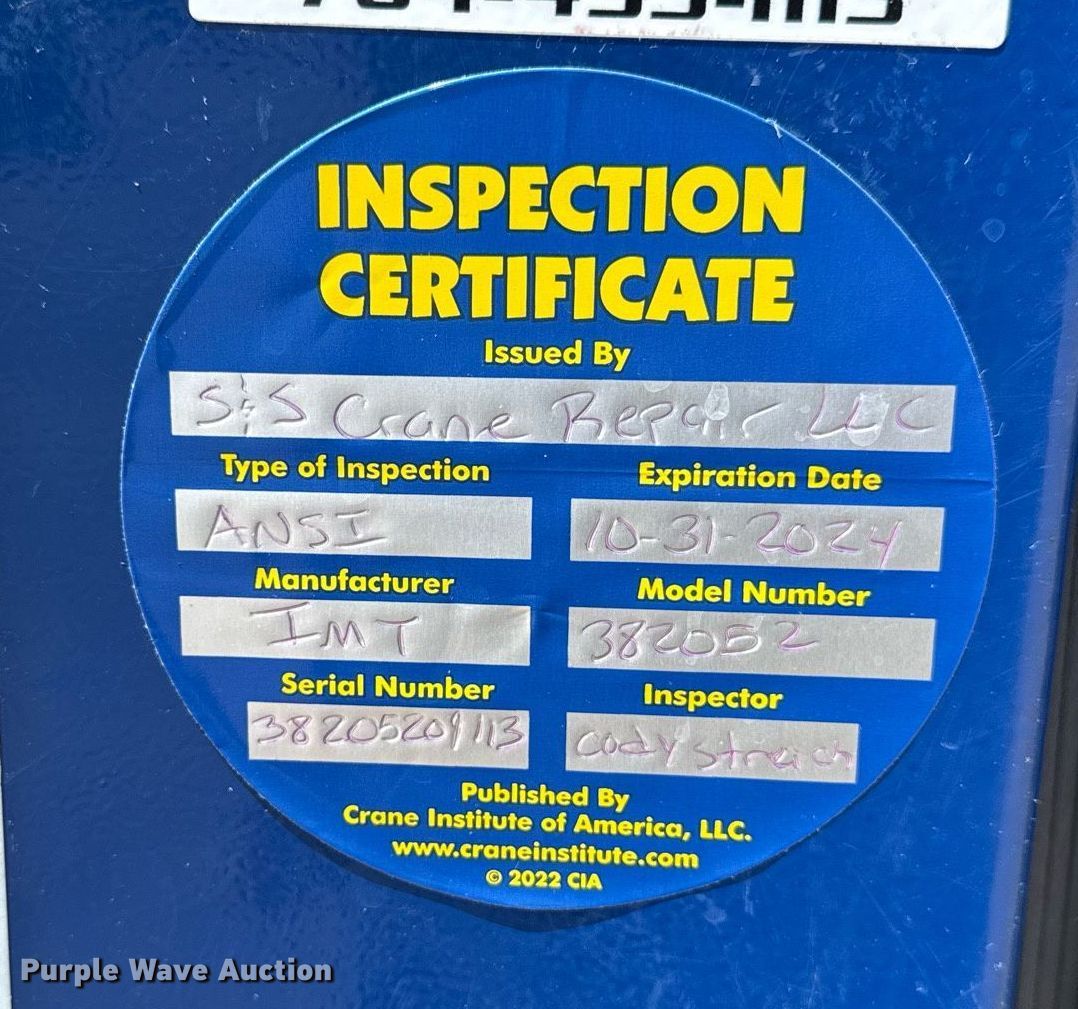 INSPECTION
CERTIFICATE
Issued By
S&S Crane Repair LLC
Type of Inspection Expiration Date
ANSI 10-31-2024
Manufacturer Model Number
IMT 382052
Serial Number Inspector
38205209113 Cody Streich
Published By
Crane Institute of America, LLC.
www.craneinstitute.com
© 2022 CIA
Purple Wave Auction